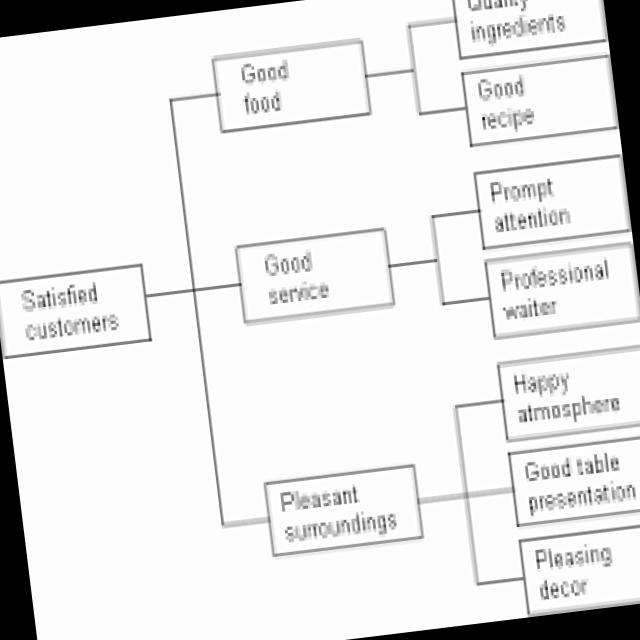 Quality
ingredients
Good
food
Good
recipe
Prompt
attention
Good
service
Professional
waiter
Satisfied
customers
Happy
atmosphere
Good table
presentation
Pleasant
surroundings
Pleasing
decor